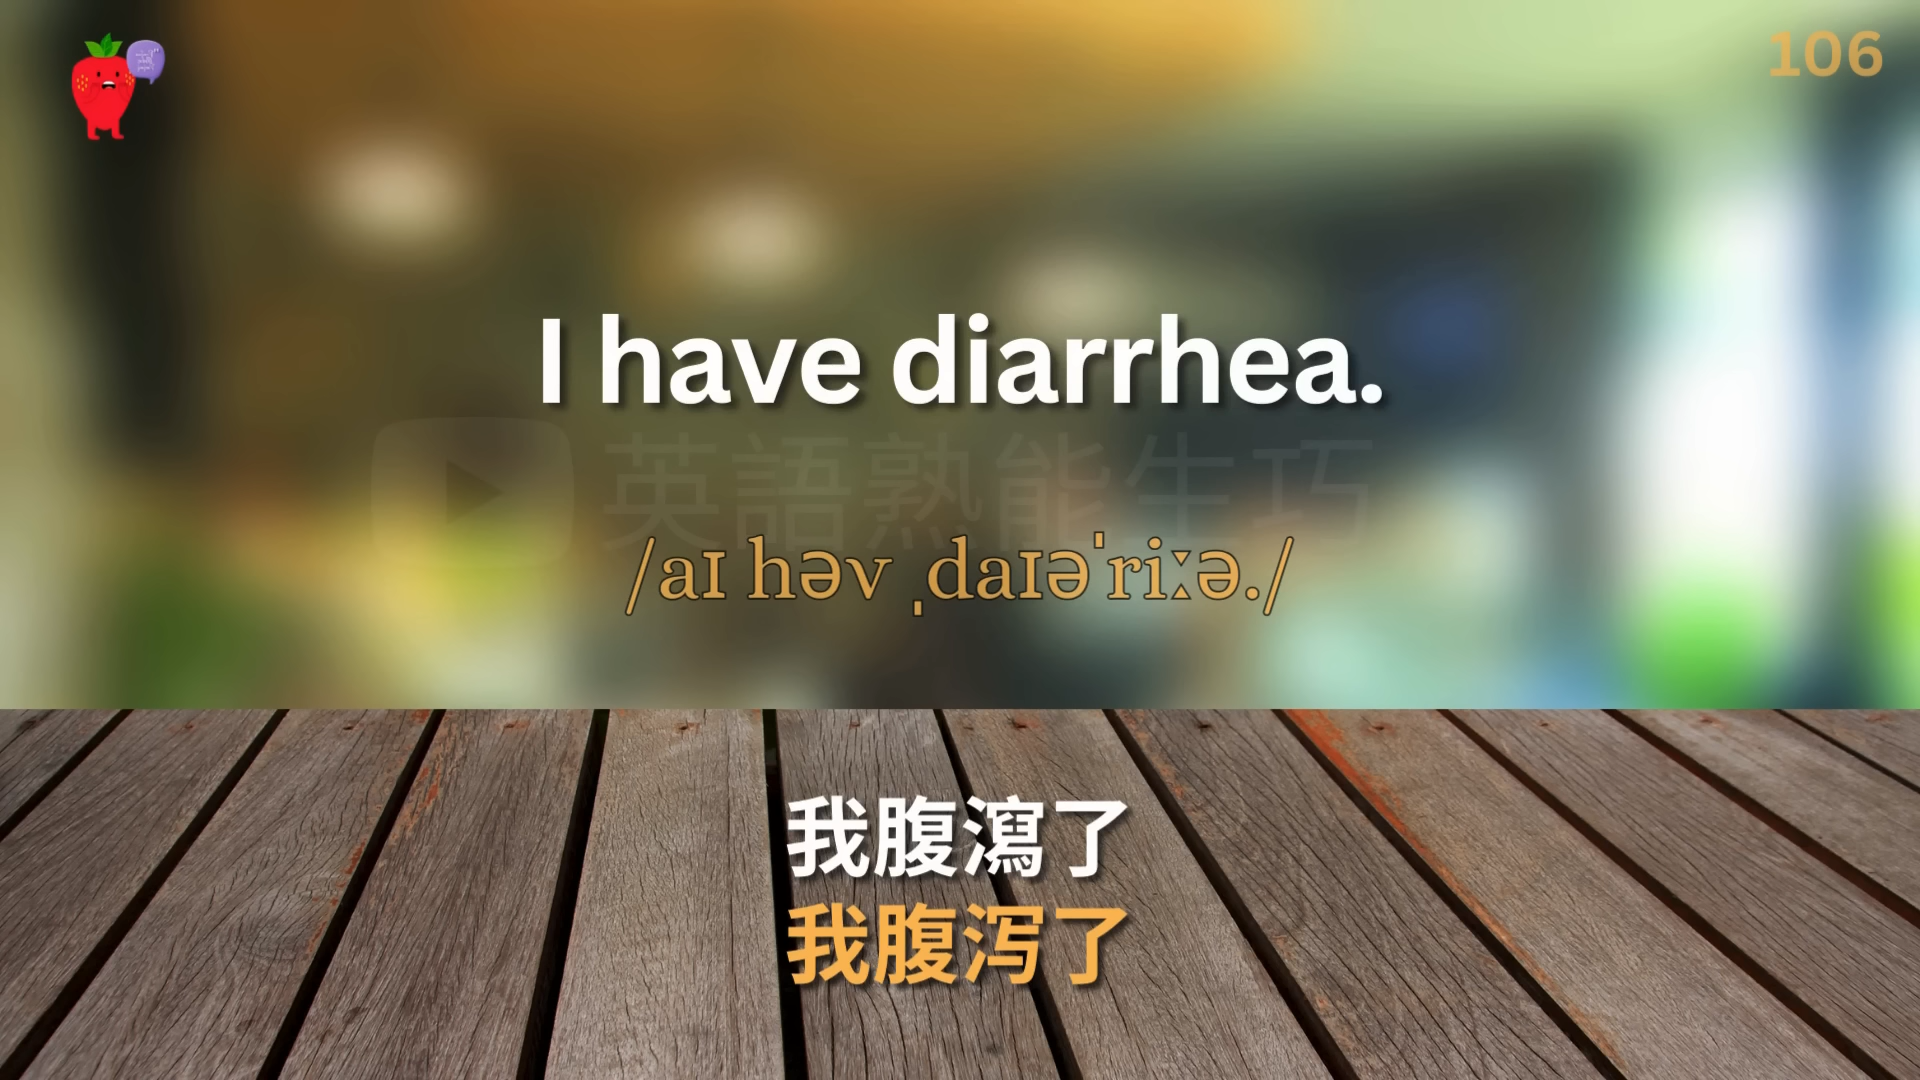 106
I have diarrhea.
英語熟能生巧
/aɪ həv ˌdaɪəˈriːə./
我腹瀉了
我腹泻了